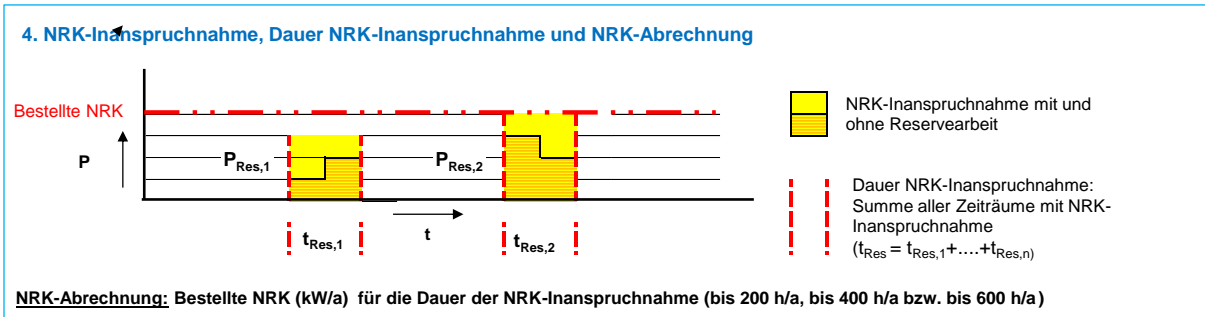 4. NRK-Inanspruchnahme, Dauer NRK-Inanspruchnahme und NRK-Abrechnung
Bestellte NRK
P
P_Res,1
P_Res,2
t_Res,1
t
t_Res,2
NRK-Inanspruchnahme mit und
ohne Reservearbeit
Dauer NRK-Inanspruchnahme:
Summe aller Zeiträume mit NRK-
Inanspruchnahme
(t_Res = t_Res,1+....+t_Res,n)
NRK-Abrechnung: Bestellte NRK (kW/a) für die Dauer der NRK-Inanspruchnahme (bis 200 h/a, bis 400 h/a bzw. bis 600 h/a)